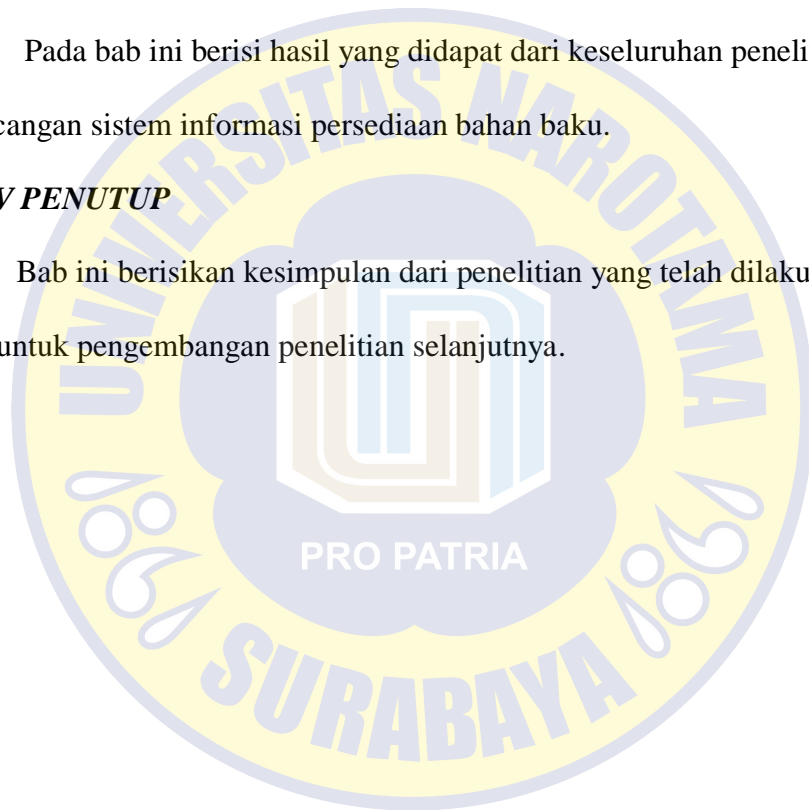 Pada bab ini berisi hasil yang didapat dari keseluruhan peneli
cangan sistem informasi persediaan bahan baku.
V PENUTUP
Bab ini berisikan kesimpulan dari penelitian yang telah dilaku
untuk pengembangan penelitian selanjutnya.
UNIVERSITAS NAROTAMA
PRO PATRIA
SURABAYA